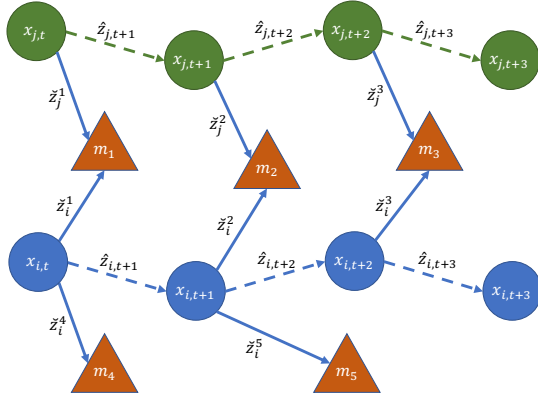 x_{j,t}
ẑ_{j,t+1}
x_{j,t+1}
ẑ_{j,t+2}
x_{j,t+2}
ẑ_{j,t+3}
x_{j,t+3}
ž_j^1
ž_j^2
ž_j^3
m_1
m_2
m_3
ž_i^1
ž_i^2
ž_i^3
x_{i,t}
ẑ_{i,t+1}
x_{i,t+1}
ẑ_{i,t+2}
x_{i,t+2}
ẑ_{i,t+3}
x_{i,t+3}
ž_i^4
ž_i^5
m_4
m_5